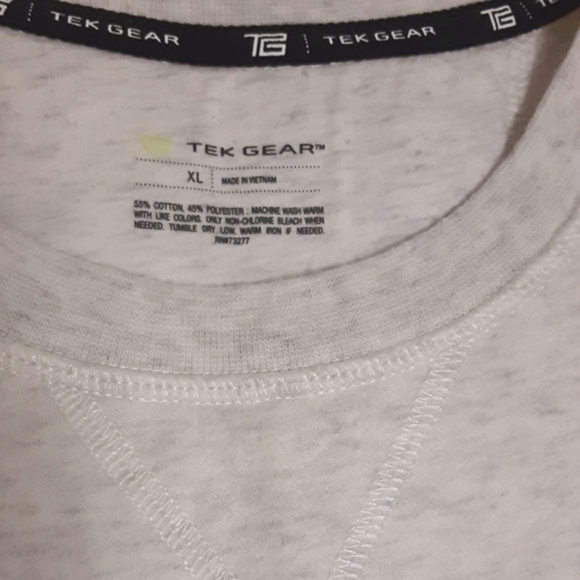 TEK GEAR TG TEK GEAR TG
TEK GEAR™
XL MADE IN VIETNAM
55% COTTON, 45% POLYESTER : MACHINE WASH WARM
WITH LIKE COLORS. ONLY NON-CHLORINE BLEACH WHEN
NEEDED. TUMBLE DRY LOW. WARM IRON IF NEEDED.
RN#73277